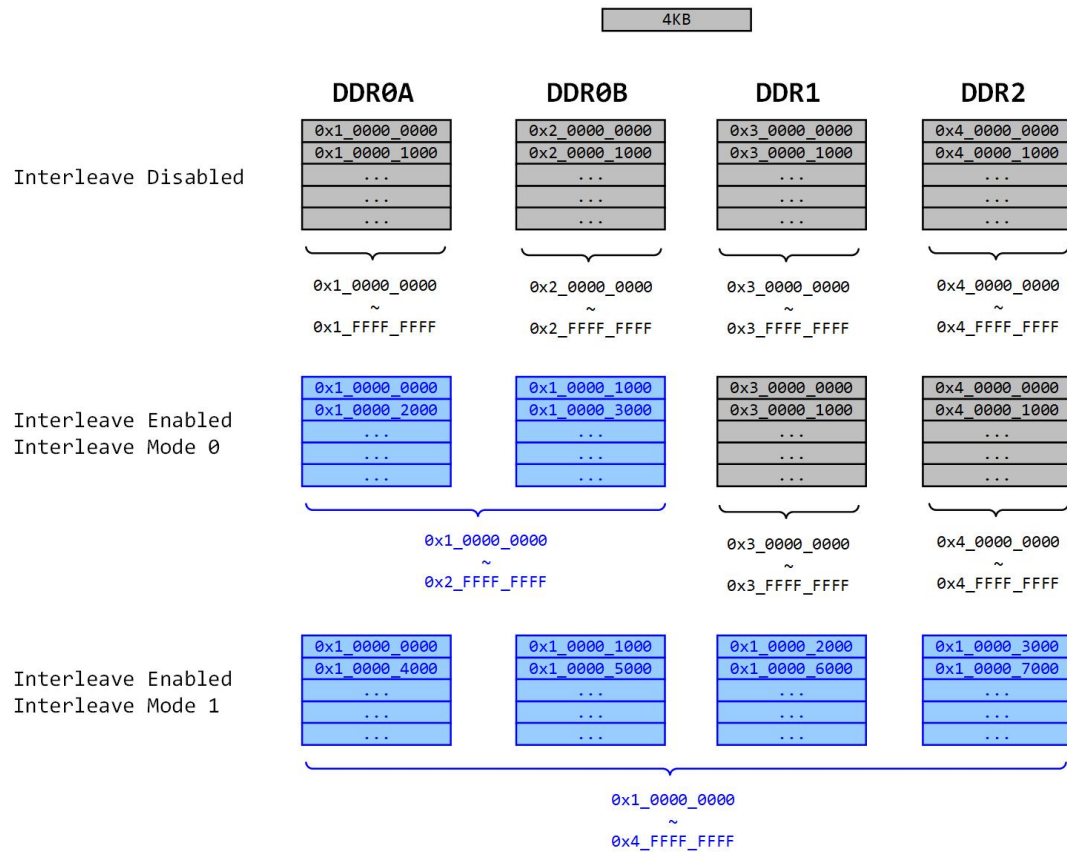 4KB
DDR0A DDR0B DDR1 DDR2
0x1_0000_0000 0x2_0000_0000 0x3_0000_0000 0x4_0000_0000
0x1_0000_1000 0x2_0000_1000 0x3_0000_1000 0x4_0000_1000
Interleave Disabled ... ... ... ...
... ... ... ...
... ... ... ...
0x1_0000_0000 0x2_0000_0000 0x3_0000_0000 0x4_0000_0000
~ ~ ~ ~
0x1_FFFF_FFFF 0x2_FFFF_FFFF 0x3_FFFF_FFFF 0x4_FFFF_FFFF
0x1_0000_0000 0x1_0000_1000 0x3_0000_0000 0x4_0000_0000
Interleave Enabled 0x1_0000_2000 0x1_0000_3000 0x3_0000_1000 0x4_0000_1000
Interleave Mode 0 ... ... ... ...
... ... ... ...
... ... ... ...
0x1_0000_0000 0x3_0000_0000 0x4_0000_0000
~ ~ ~
0x2_FFFF_FFFF 0x3_FFFF_FFFF 0x4_FFFF_FFFF
0x1_0000_0000 0x1_0000_1000 0x1_0000_2000 0x1_0000_3000
Interleave Enabled 0x1_0000_4000 0x1_0000_5000 0x1_0000_6000 0x1_0000_7000
Interleave Mode 1 ... ... ... ...
... ... ... ...
... ... ... ...
0x1_0000_0000
~
0x4_FFFF_FFFF